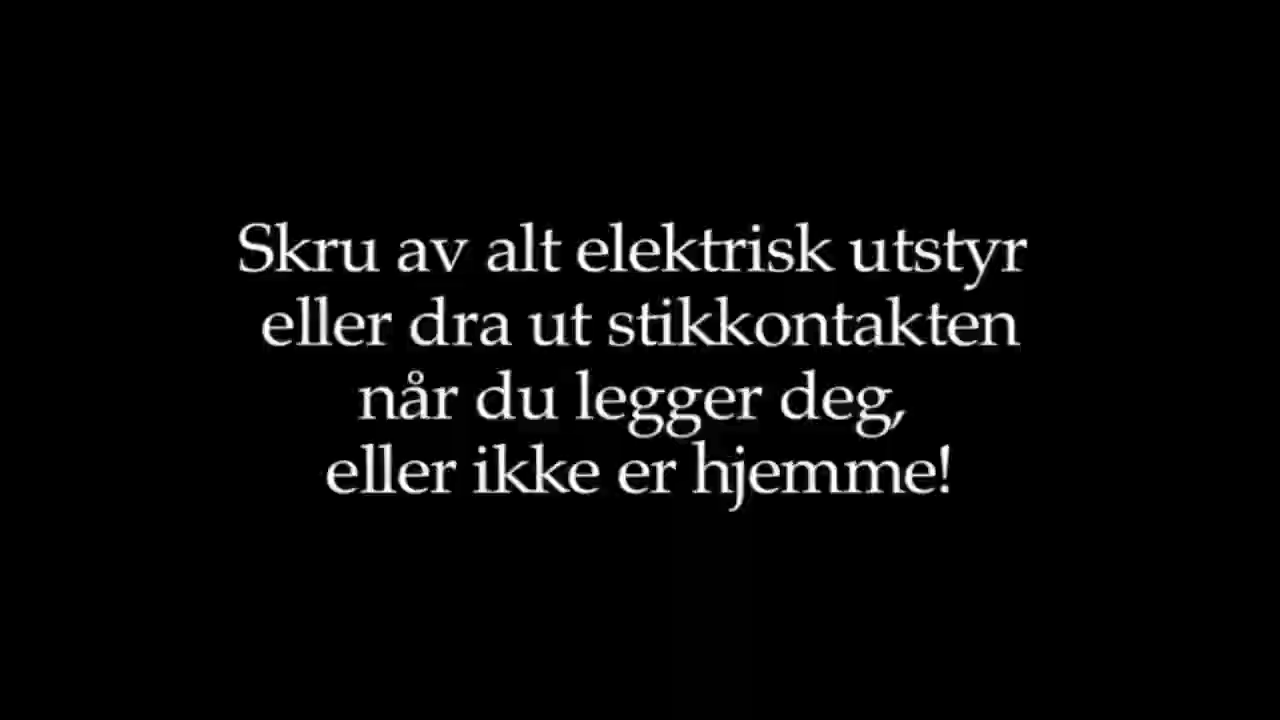 Skru av alt elektrisk utstyr
eller dra ut stikkontakten
når du legger deg,
eller ikke er hjemme!